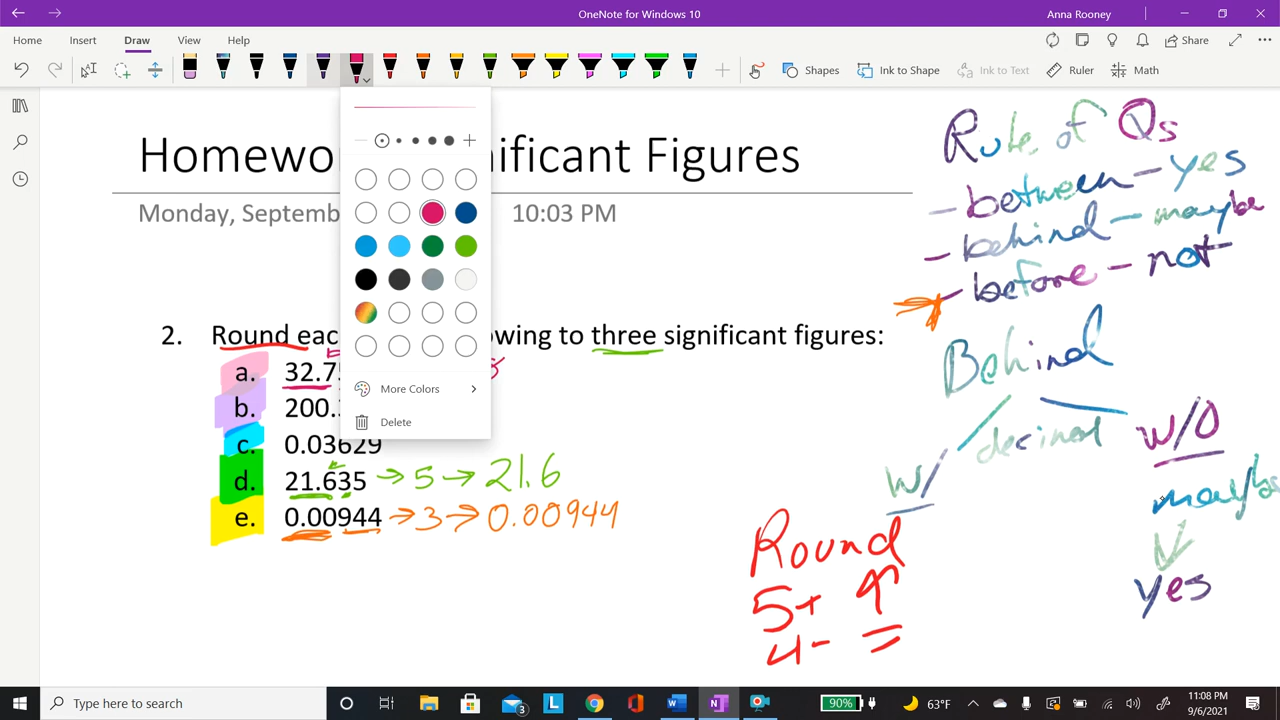 OneNote for Windows 10
Anna Rooney
Home Insert Draw View Help
Share
Shapes Ink to Shape Ink to Text Ruler Math
Homewo nificant Figures
Monday, Septemb 10:03 PM
More Colors
Delete
2. Round eac owing to three significant figures:
a. 32.7
b. 200.
c. 0.03629
d. 21.635 → 5 → 21.6
e. 0.00944 → 3 → 0.00944
Rule of Øs
- between - yes
- behind - maybe
- before - not
Behind
decimal
W/ W/O
maybe
yes
Round
5+ ↑
4- =
Type here to search
90%
63°F
11:08 PM
9/6/2021